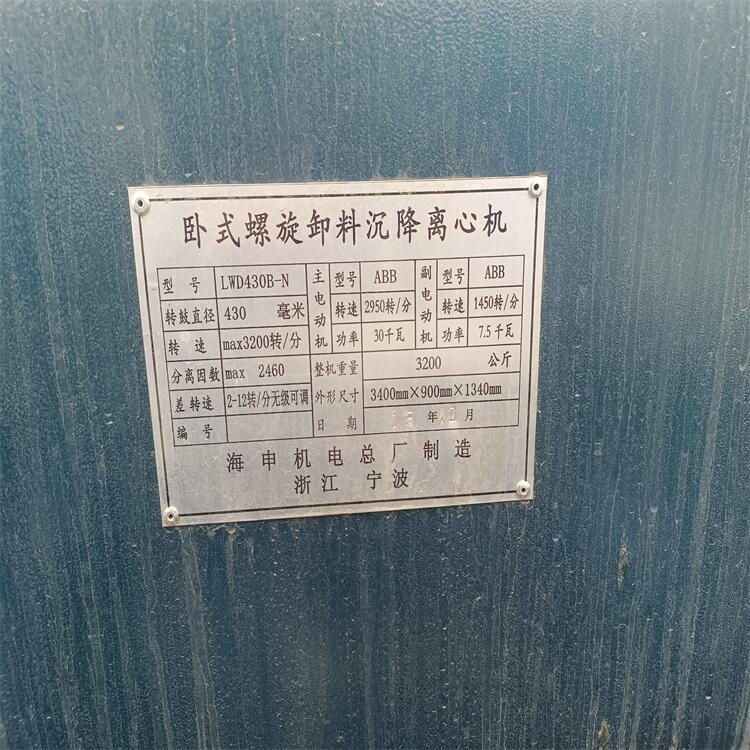 卧式螺旋卸料沉降离心机
型号 LWD430B-N 主电动机 型号 ABB 副电动机 型号 ABB
转鼓直径 430 毫米 转速 2950转/分 转速 1450转/分
转速 max3200转/分 功率 30千瓦 功率 7.5千瓦
分离因数 max 2460 整机重量 3200 公斤
差转速 2-12转/分无级可调 外形尺寸 3400mm×900mm×1340mm
编号 日期 年12月
海申机电总厂制造
浙江 宁波